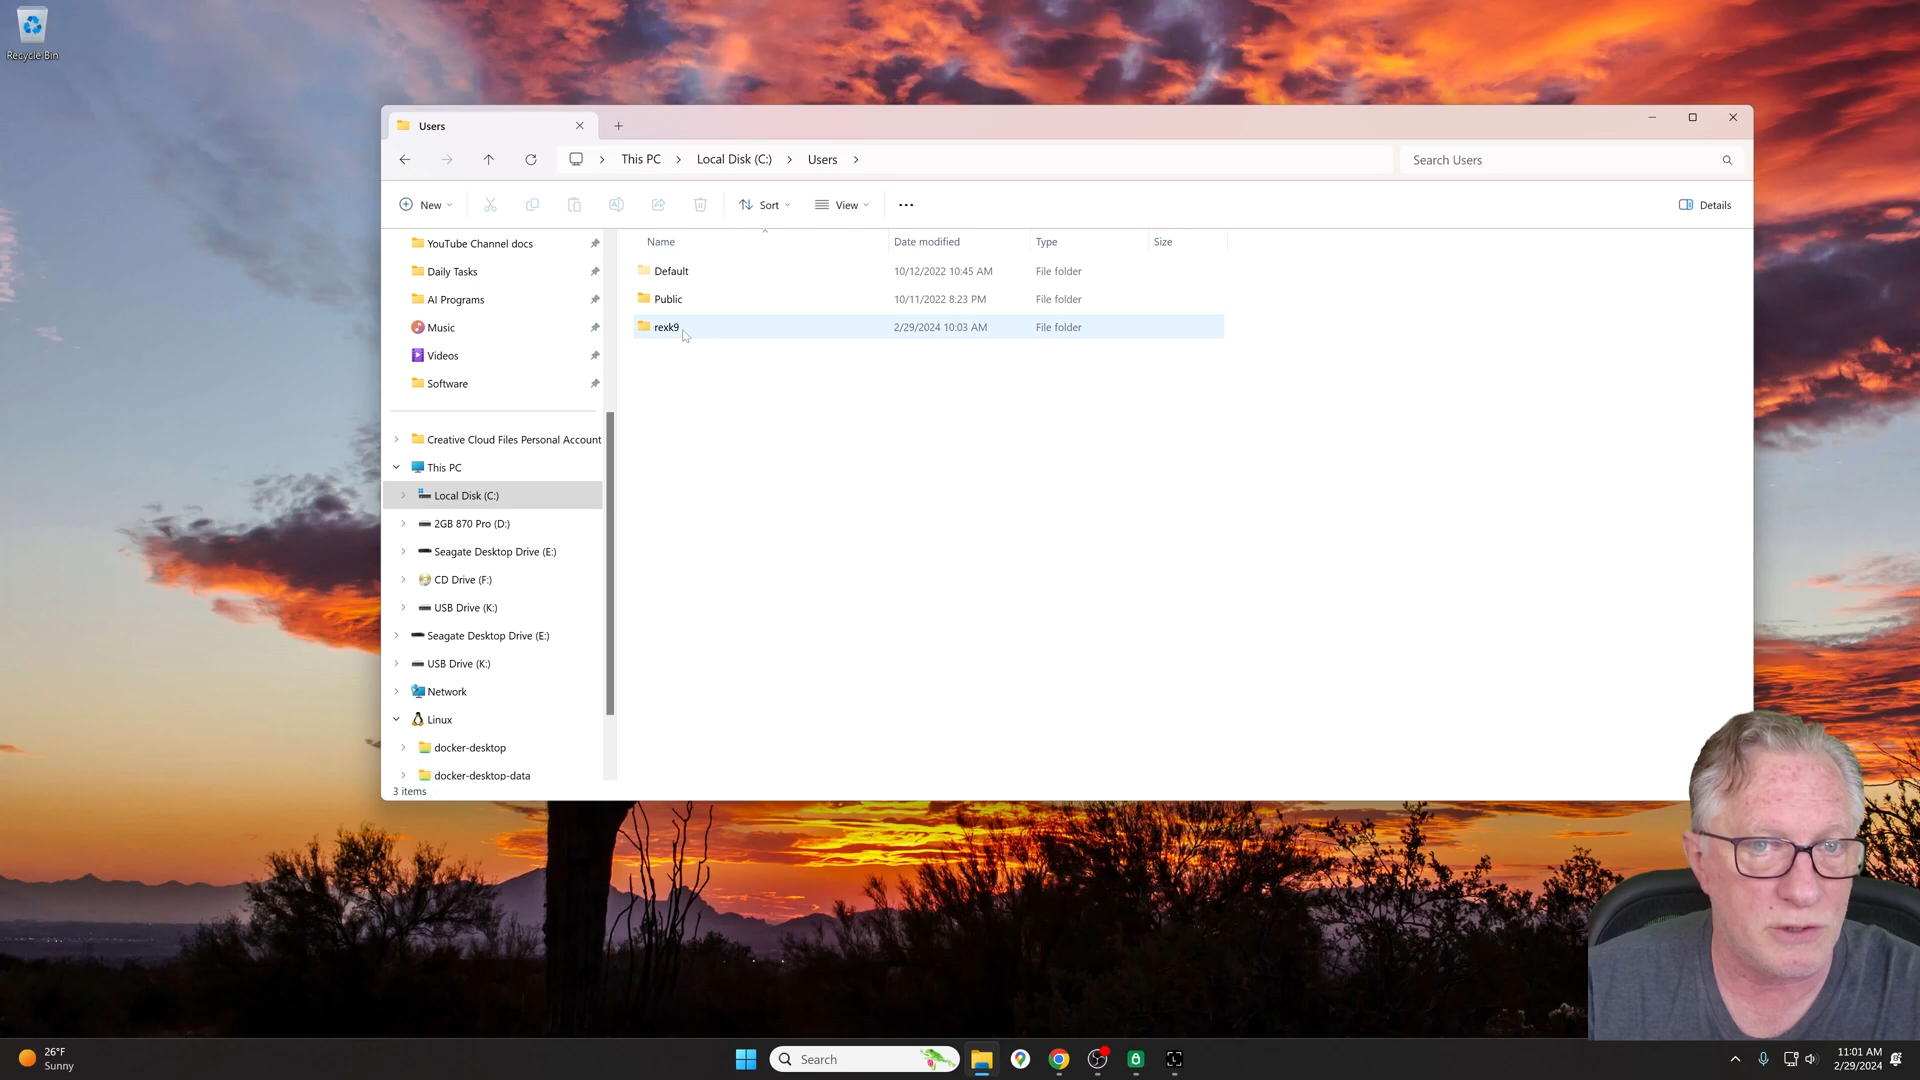 Recycle Bin
Users
This PC
Local Disk (C:)
Users
Search Users
New
Sort
View
Details
YouTube Channel docs
Daily Tasks
AI Programs
Music
Videos
Software
Creative Cloud Files Personal Account
This PC
Local Disk (C:)
2GB 870 Pro (D:)
Seagate Desktop Drive (E:)
CD Drive (F:)
USB Drive (K:)
Seagate Desktop Drive (E:)
USB Drive (K:)
Network
Linux
docker-desktop
docker-desktop-data
3 items
Name Date modified Type Size
Default 10/12/2022 10:45 AM File folder
Public 10/11/2022 8:23 PM File folder
rexk9 2/29/2024 10:03 AM File folder
26°F
Sunny
Search
11:01 AM
2/29/2024